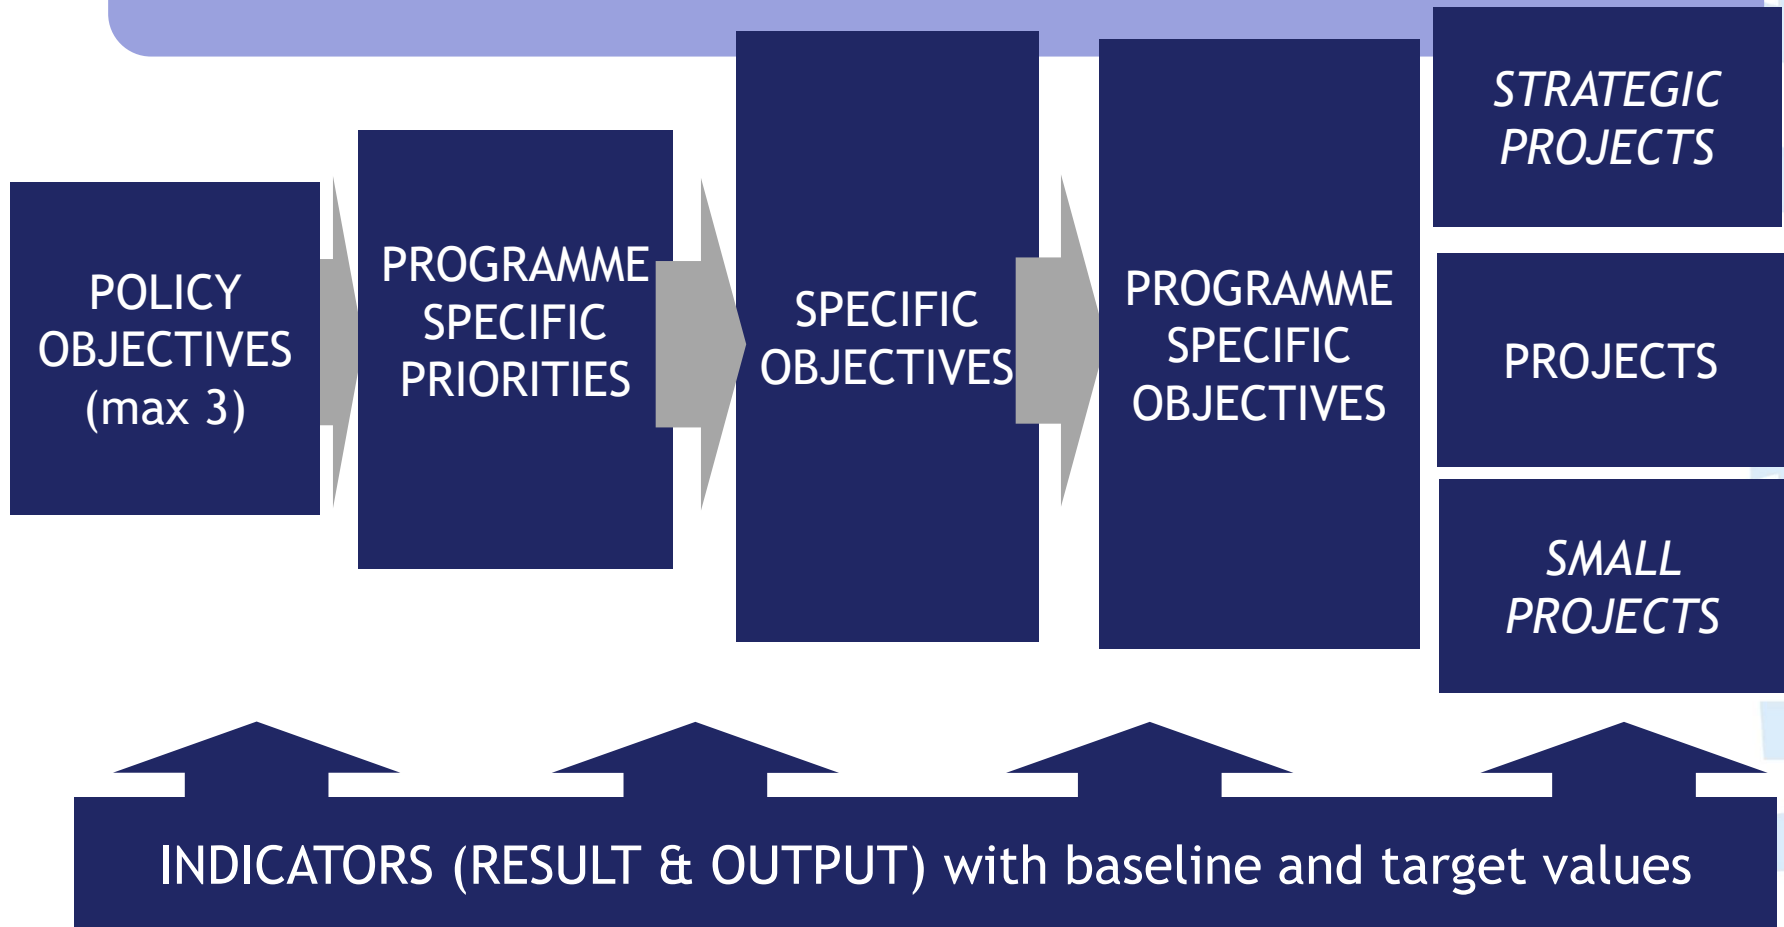 POLICY
OBJECTIVES
(max 3)
PROGRAMME
SPECIFIC
PRIORITIES
SPECIFIC
OBJECTIVES
PROGRAMME
SPECIFIC
OBJECTIVES
STRATEGIC
PROJECTS
PROJECTS
SMALL
PROJECTS
INDICATORS (RESULT & OUTPUT) with baseline and target values